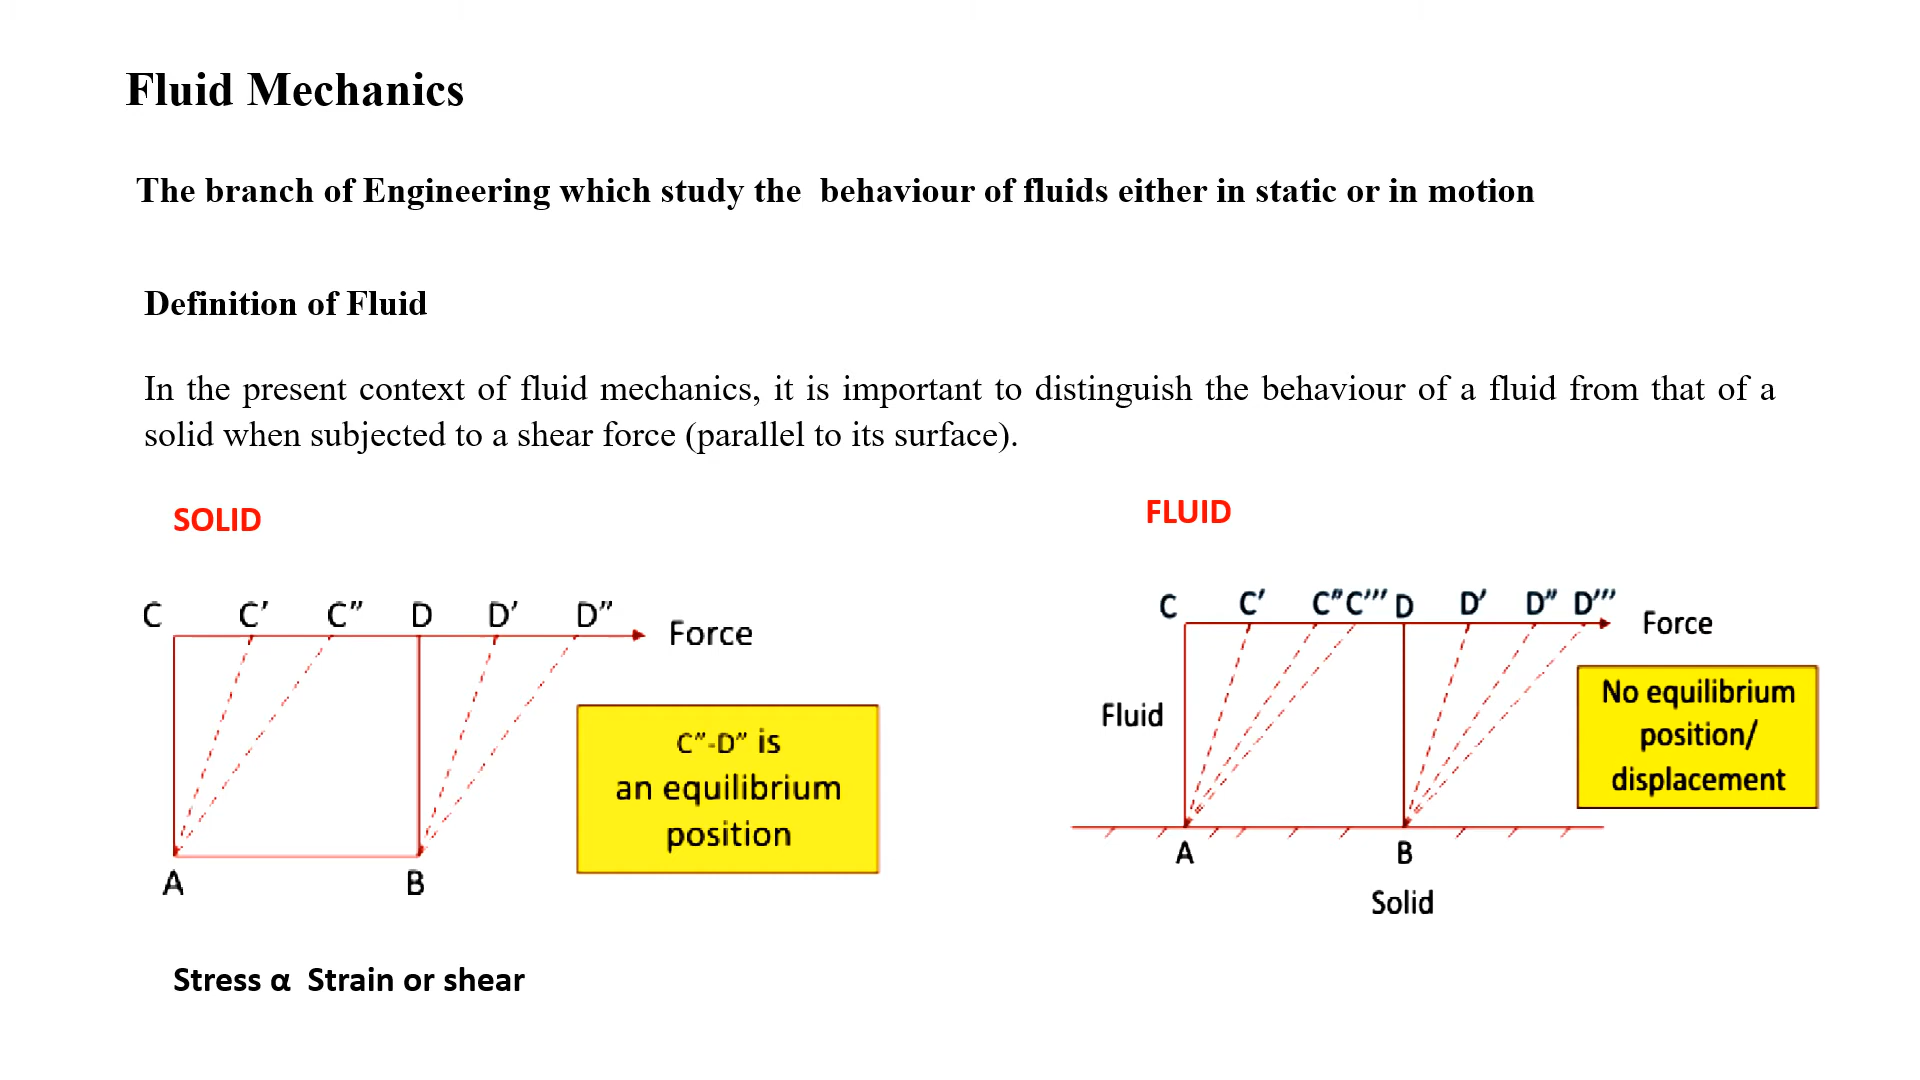 Fluid Mechanics
The branch of Engineering which study the behaviour of fluids either in static or in motion
Definition of Fluid
In the present context of fluid mechanics, it is important to distinguish the behaviour of a fluid from that of a
solid when subjected to a shear force (parallel to its surface).
SOLID
C C′ C″ D D′ D″
Force
C″-D″ is
an equilibrium
position
A B
Stress α Strain or shear
FLUID
C C′ C″ C‴ D D′ D″ D‴
Force
Fluid
No equilibrium
position/
displacement
A B
Solid